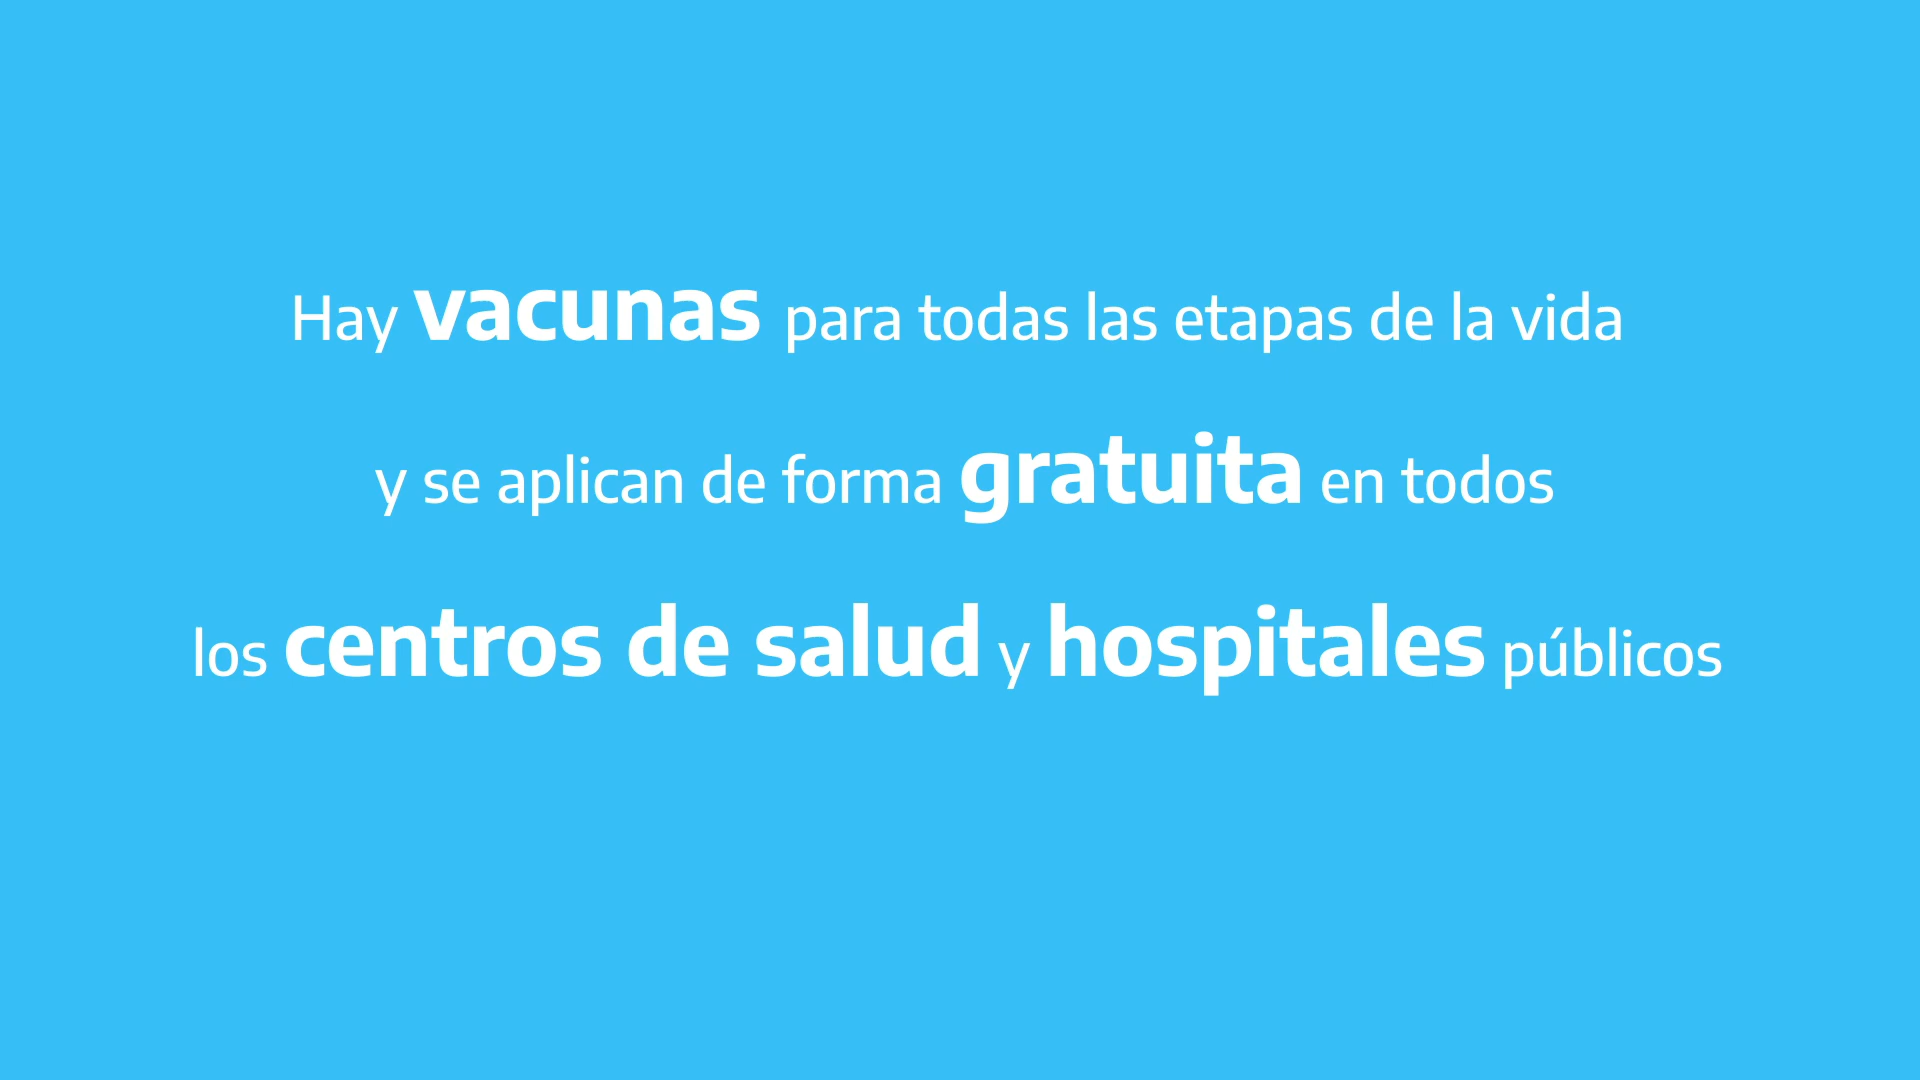 Hay vacunas para todas las etapas de la vida
y se aplican de forma gratuita en todos
los centros de salud y hospitales públicos